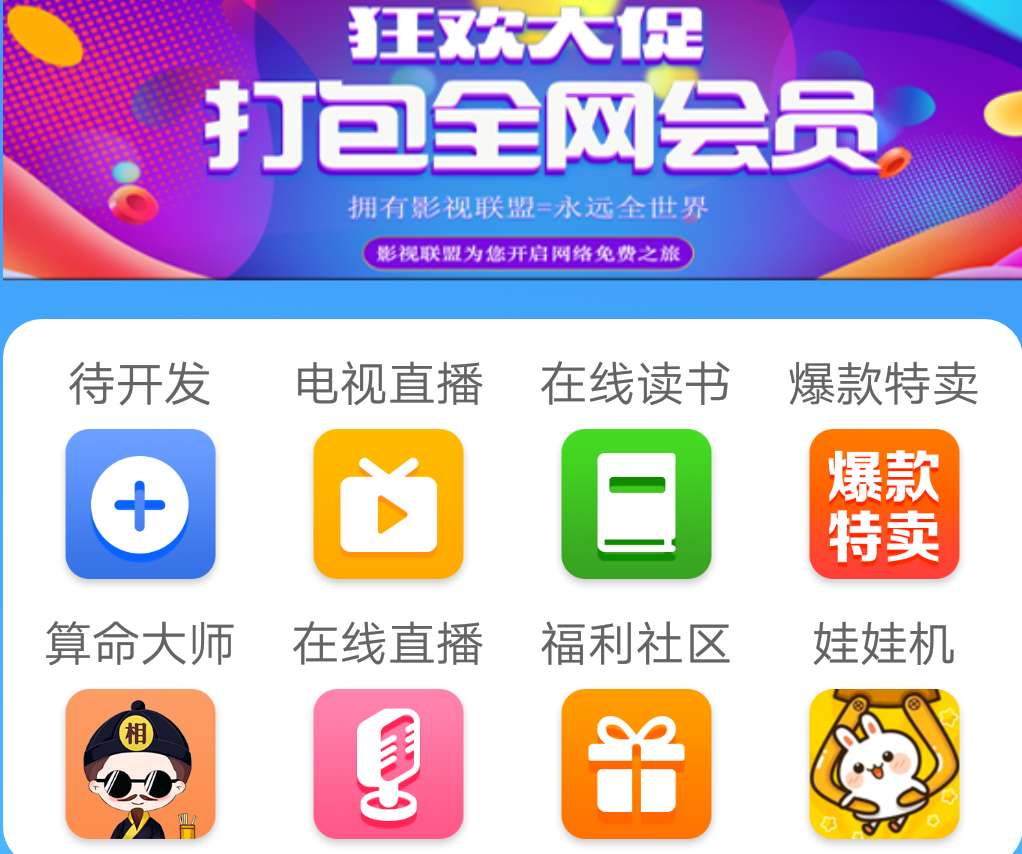 狂欢大促
打包全网会员
拥有影视联盟=永远全世界
影视联盟为您开启网络免费之旅
待开发 电视直播 在线读书 爆款特卖
爆款
特卖
算命大师 在线直播 福利社区 娃娃机
相